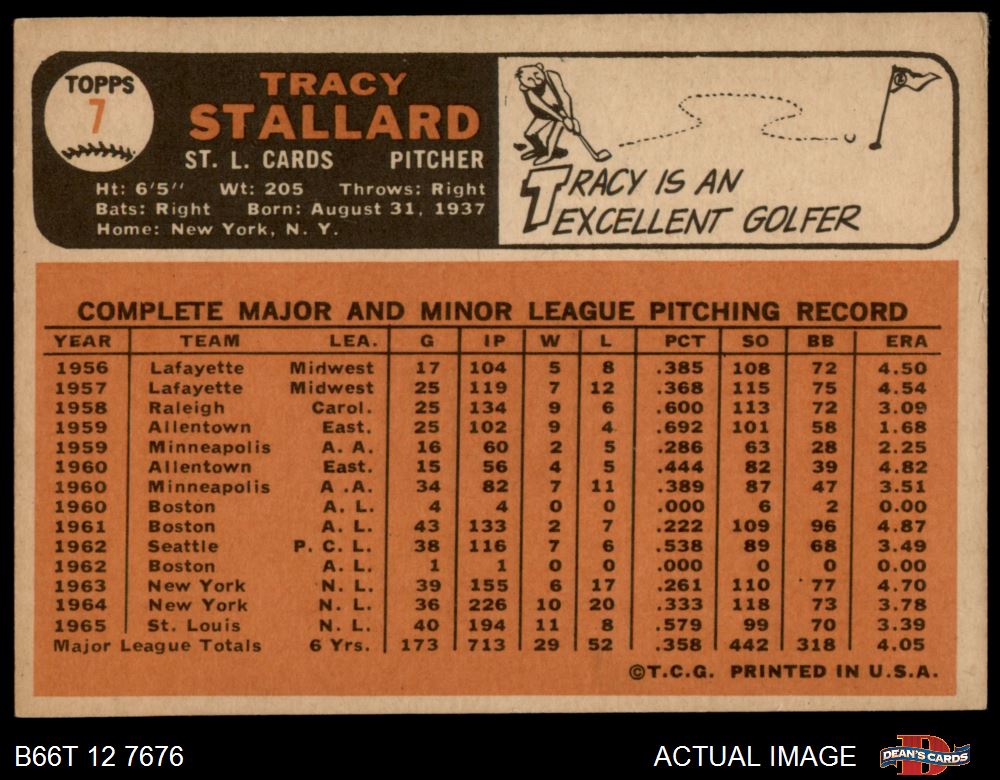 TOPPS
7
TRACY
STALLARD
ST. L. CARDS PITCHER
Ht: 6'5" Wt: 205 Throws: Right
Bats: Right Born: August 31, 1937
Home: New York, N. Y.
TRACY IS AN
EXCELLENT GOLFER
COMPLETE MAJOR AND MINOR LEAGUE PITCHING RECORD
YEAR TEAM LEA. G IP W L PCT SO BB ERA
1956 Lafayette Midwest 17 104 5 8 .385 108 72 4.50
1957 Lafayette Midwest 25 119 7 12 .368 115 75 4.54
1958 Raleigh Carol. 25 134 9 6 .600 113 72 3.09
1959 Allentown East. 25 102 9 4 .692 101 58 1.68
1959 Minneapolis A. A. 16 60 2 5 .286 63 28 2.25
1960 Allentown East. 15 56 4 5 .444 82 39 4.82
1960 Minneapolis A .A. 34 82 7 11 .389 87 47 3.51
1960 Boston A. L. 4 4 0 0 .000 6 2 0.00
1961 Boston A. L. 43 133 2 7 .222 109 96 4.87
1962 Seattle P. C. L. 38 116 7 6 .538 89 68 3.49
1962 Boston A. L. 1 1 0 0 .000 0 0 0.00
1963 New York N. L. 39 155 6 17 .261 110 77 4.70
1964 New York N. L. 36 226 10 20 .333 118 73 3.78
1965 St. Louis N. L. 40 194 11 8 .579 99 70 3.39
Major League Totals 6 Yrs. 173 713 29 52 .358 442 318 4.05
©T.C.G. PRINTED IN U.S.A.
B66T 12 7676 ACTUAL IMAGE DEAN'S CARDS